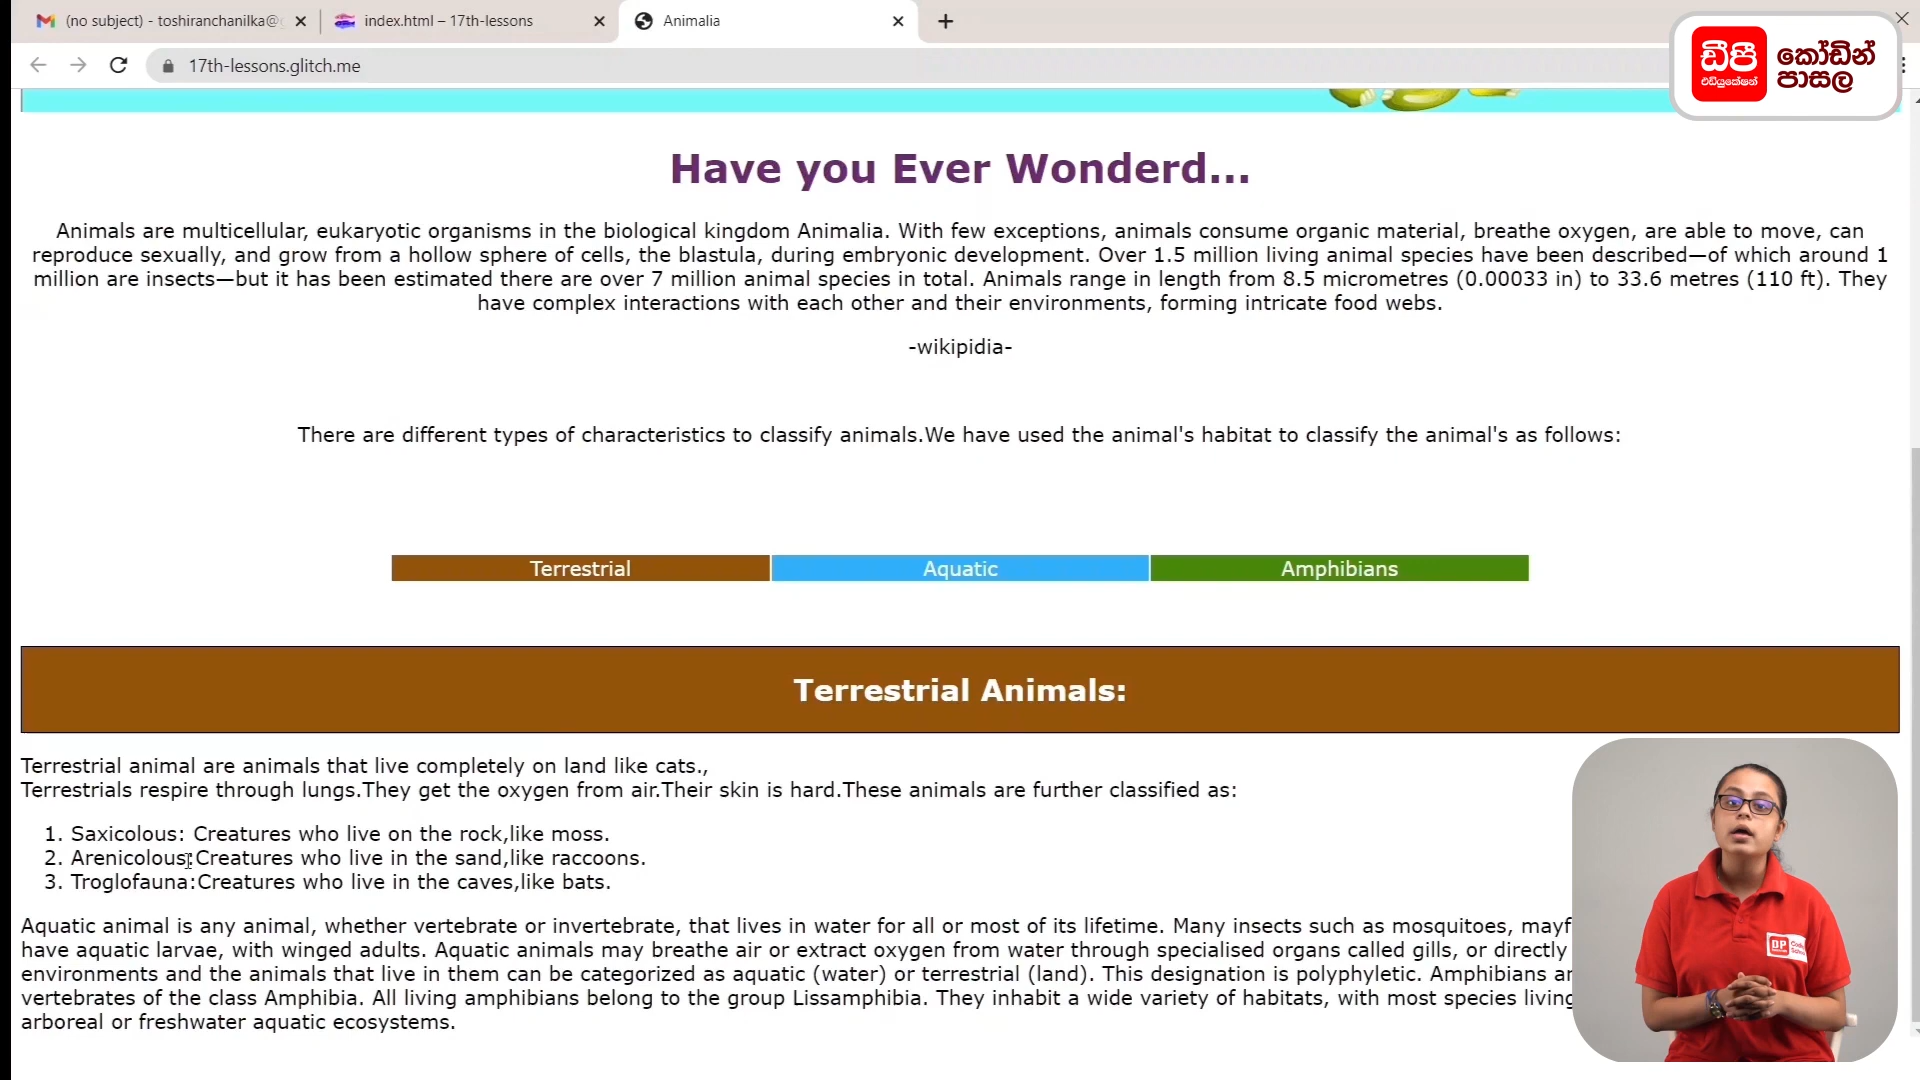 (no subject) - toshiranchanilka@
index.html – 17th-lessons
Animalia
17th-lessons.glitch.me
ඩීපී
එඩියුකේෂන්
කෝඩින්
පාසල
Have you Ever Wonderd...
Animals are multicellular, eukaryotic organisms in the biological kingdom Animalia. With few exceptions, animals consume organic material, breathe oxygen, are able to move, can
reproduce sexually, and grow from a hollow sphere of cells, the blastula, during embryonic development. Over 1.5 million living animal species have been described—of which around 1
million are insects—but it has been estimated there are over 7 million animal species in total. Animals range in length from 8.5 micrometres (0.00033 in) to 33.6 metres (110 ft). They
have complex interactions with each other and their environments, forming intricate food webs.
-wikipidia-
There are different types of characteristics to classify animals.We have used the animal's habitat to classify the animal's as follows:
Terrestrial
Aquatic
Amphibians
Terrestrial Animals:
Terrestrial animal are animals that live completely on land like cats.,
Terrestrials respire through lungs.They get the oxygen from air.Their skin is hard.These animals are further classified as:
1. Saxicolous: Creatures who live on the rock,like moss.
2. Arenicolous:Creatures who live in the sand,like raccoons.
3. Troglofauna:Creatures who live in the caves,like bats.
Aquatic animal is any animal, whether vertebrate or invertebrate, that lives in water for all or most of its lifetime. Many insects such as mosquitoes, mayf
have aquatic larvae, with winged adults. Aquatic animals may breathe air or extract oxygen from water through specialised organs called gills, or directly
environments and the animals that live in them can be categorized as aquatic (water) or terrestrial (land). This designation is polyphyletic. Amphibians ar
vertebrates of the class Amphibia. All living amphibians belong to the group Lissamphibia. They inhabit a wide variety of habitats, with most species living
arboreal or freshwater aquatic ecosystems.
DP